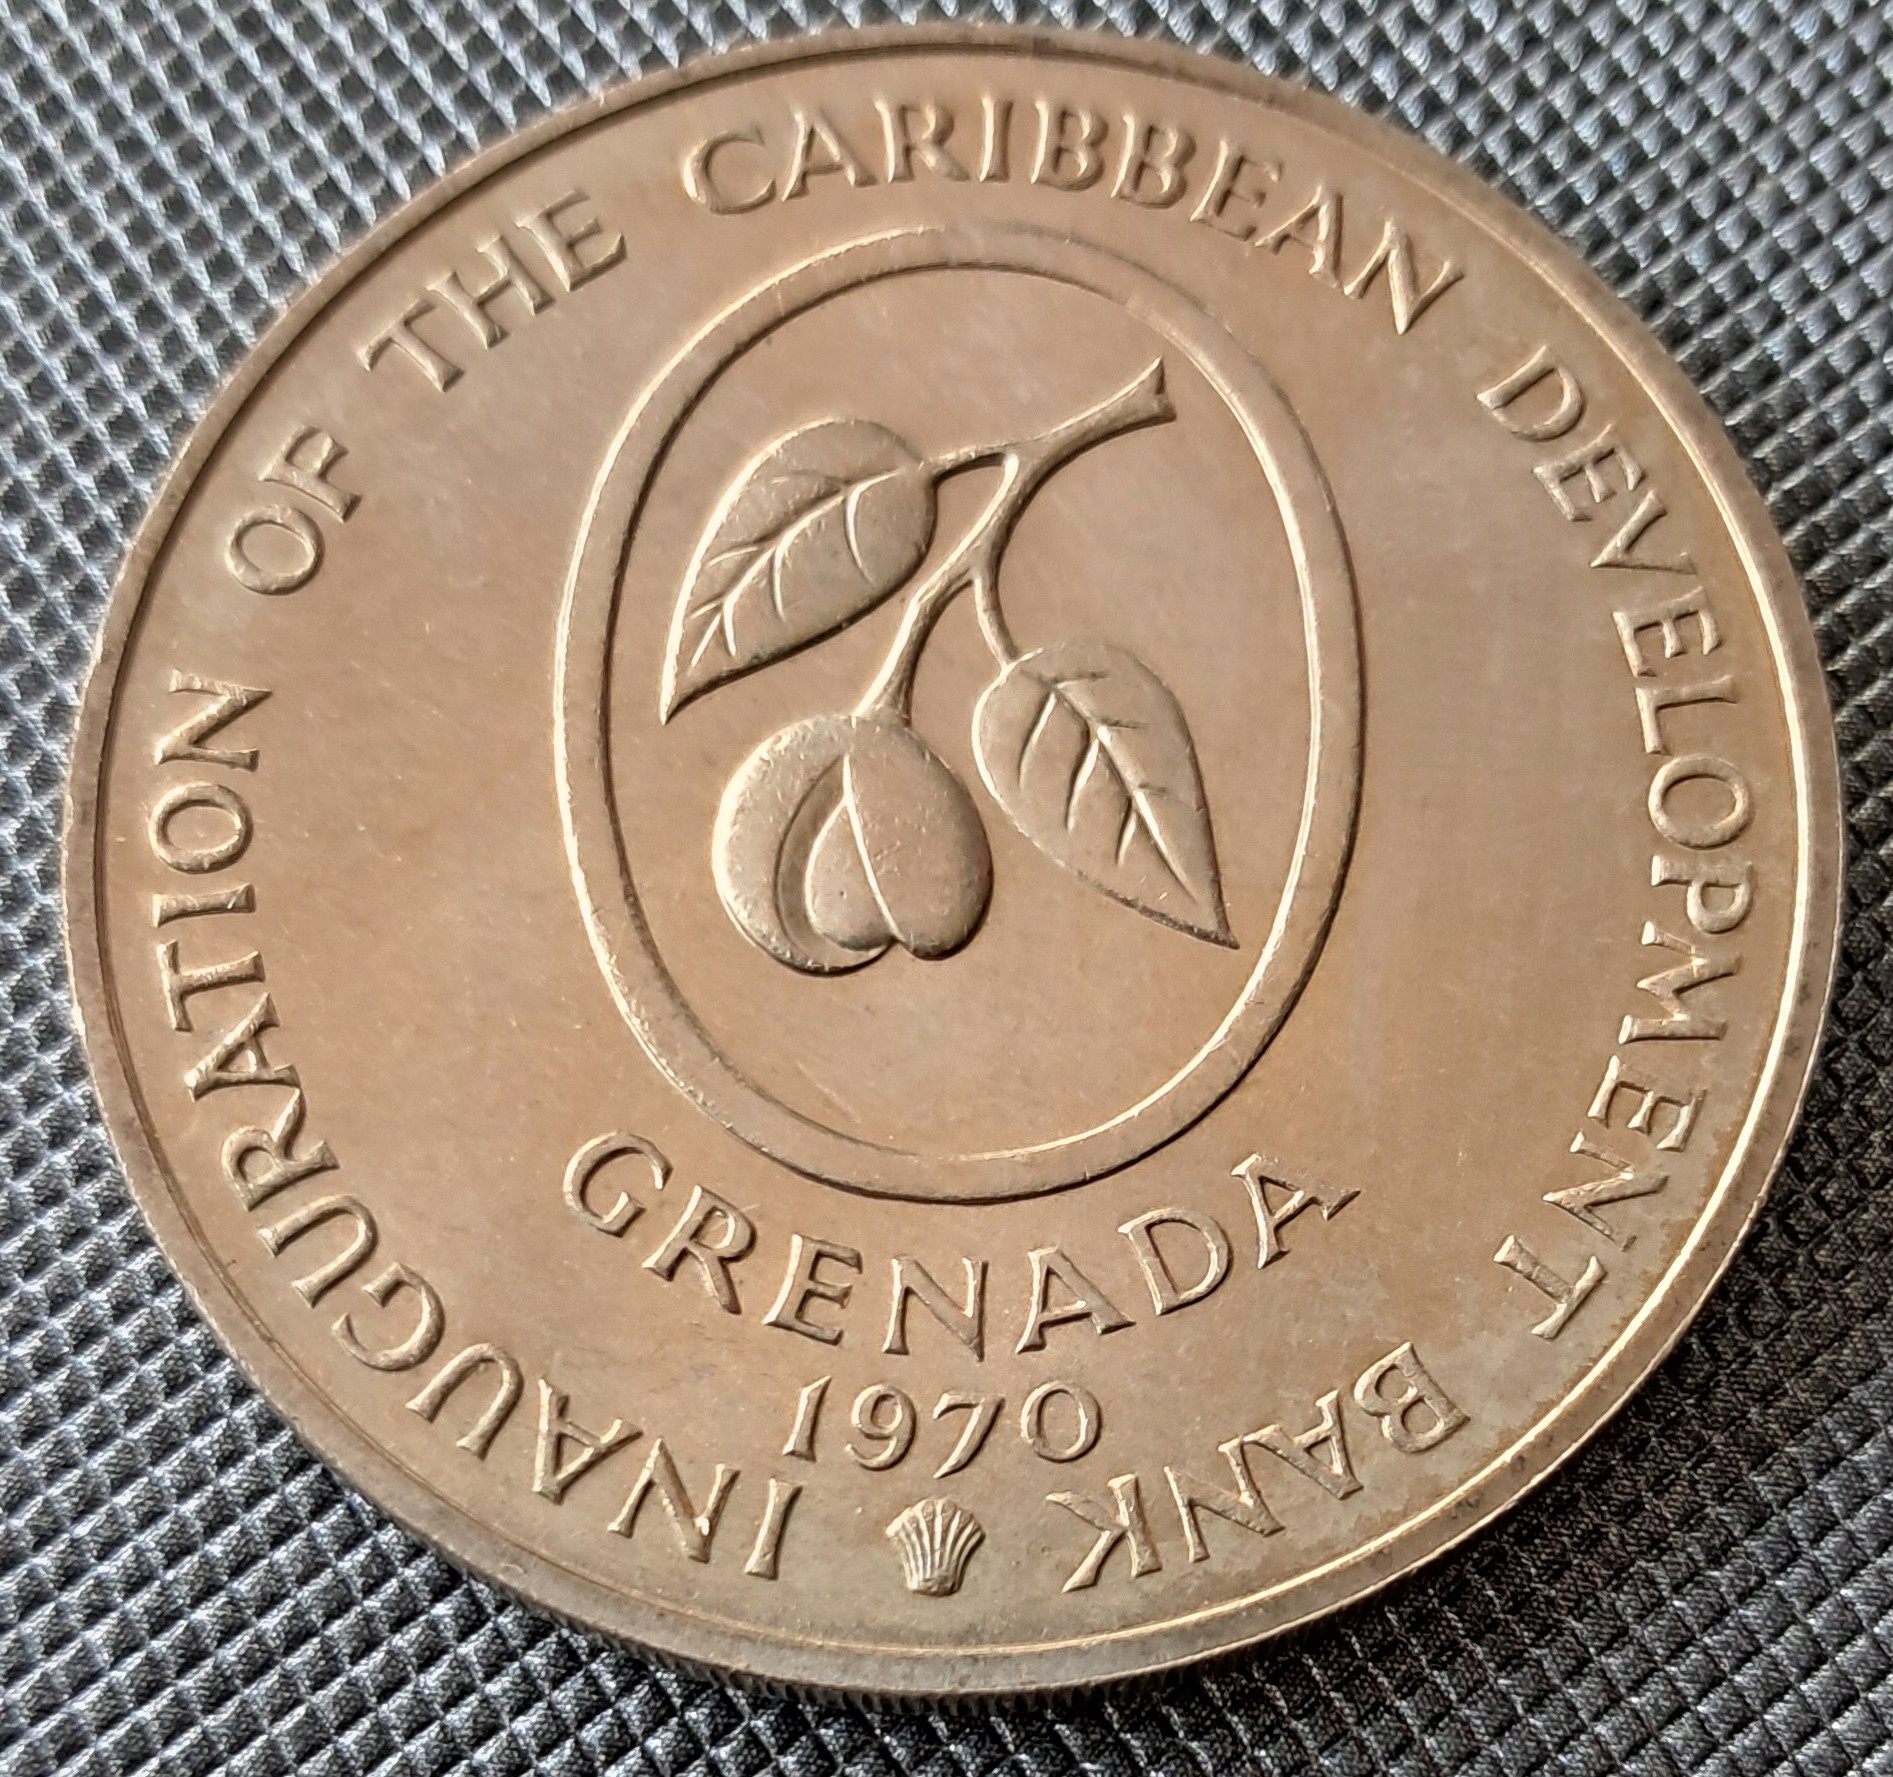 INAUGURATION OF THE CARIBBEAN DEVELOPMENT BANK
GRENADA
1970